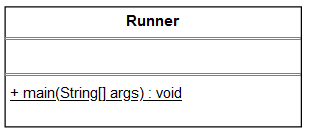 Runner
+ main(String[] args) : void